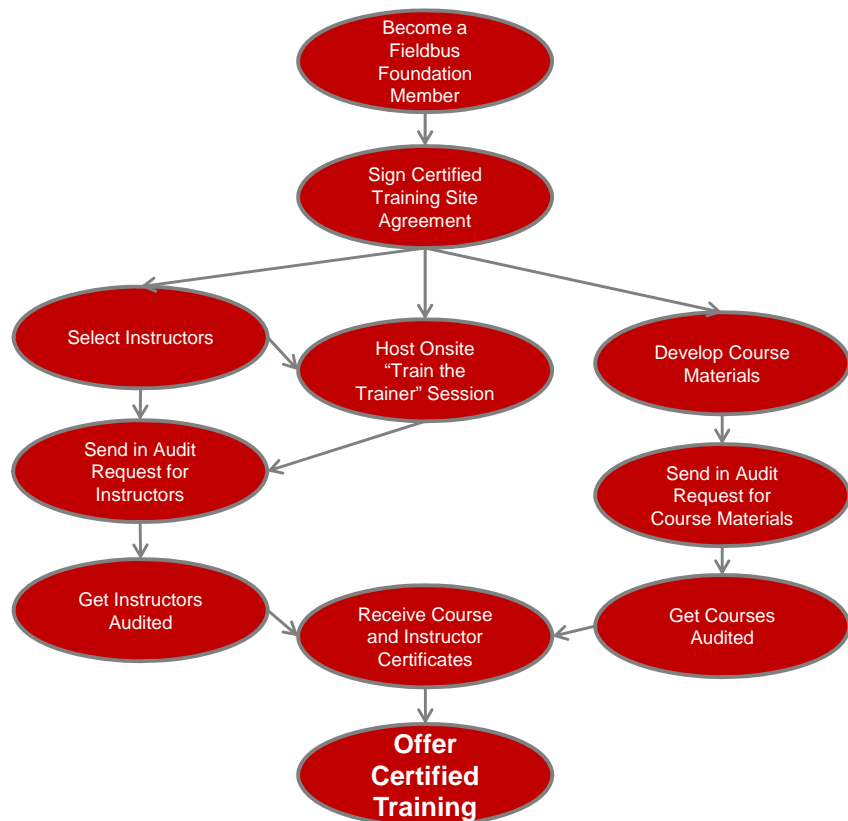 Become a
Fieldbus
Foundation
Member
Sign Certified
Training Site
Agreement
Select Instructors
Host Onsite
“Train the
Trainer” Session
Develop Course
Materials
Send in Audit
Request for
Instructors
Send in Audit
Request for
Course Materials
Get Instructors
Audited
Receive Course
and Instructor
Certificates
Get Courses
Audited
Offer
Certified
Training